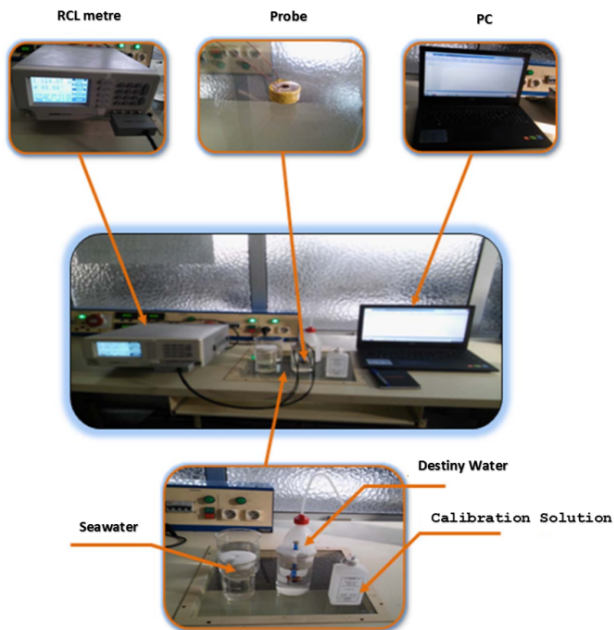 RCL metre
Probe
PC
Destiny Water
Seawater
Calibration Solution